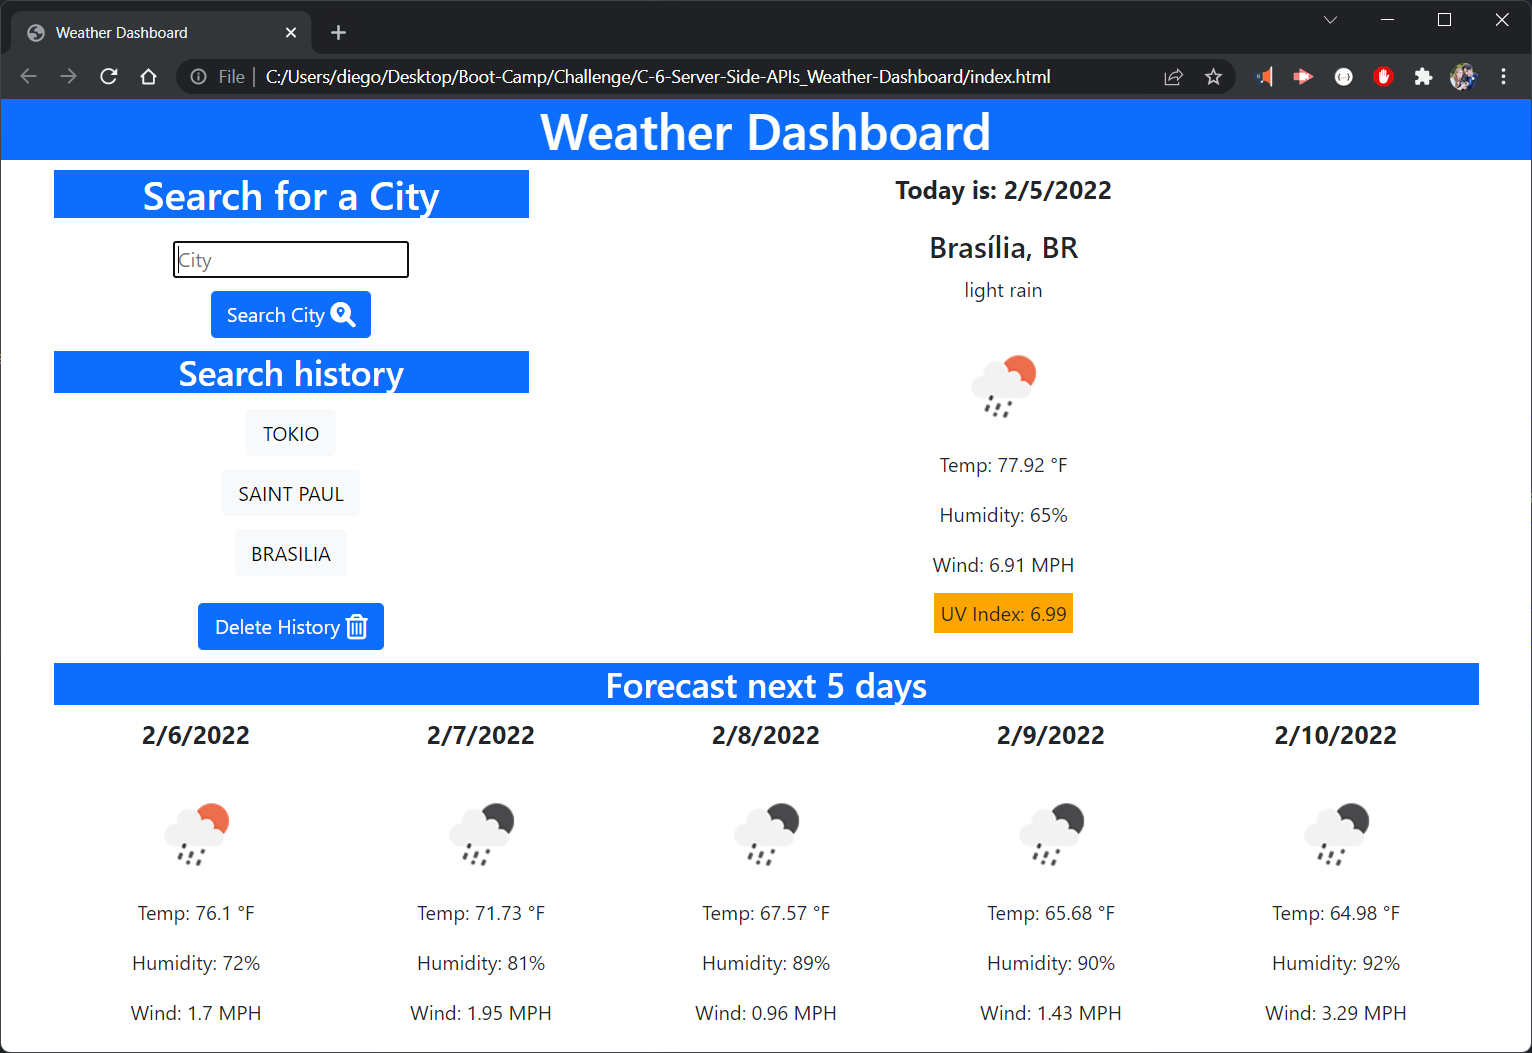 Weather Dashboard
File | C:/Users/diego/Desktop/Boot-Camp/Challenge/C-6-Server-Side-APIs_Weather-Dashboard/index.html
Weather Dashboard
Search for a City
City
Search City
Search history
TOKIO
SAINT PAUL
BRASILIA
Delete History
Today is: 2/5/2022
Brasília, BR
light rain
Temp: 77.92 °F
Humidity: 65%
Wind: 6.91 MPH
UV Index: 6.99
Forecast next 5 days
2/6/2022 2/7/2022 2/8/2022 2/9/2022 2/10/2022
Temp: 76.1 °F Temp: 71.73 °F Temp: 67.57 °F Temp: 65.68 °F Temp: 64.98 °F
Humidity: 72% Humidity: 81% Humidity: 89% Humidity: 90% Humidity: 92%
Wind: 1.7 MPH Wind: 1.95 MPH Wind: 0.96 MPH Wind: 1.43 MPH Wind: 3.29 MPH